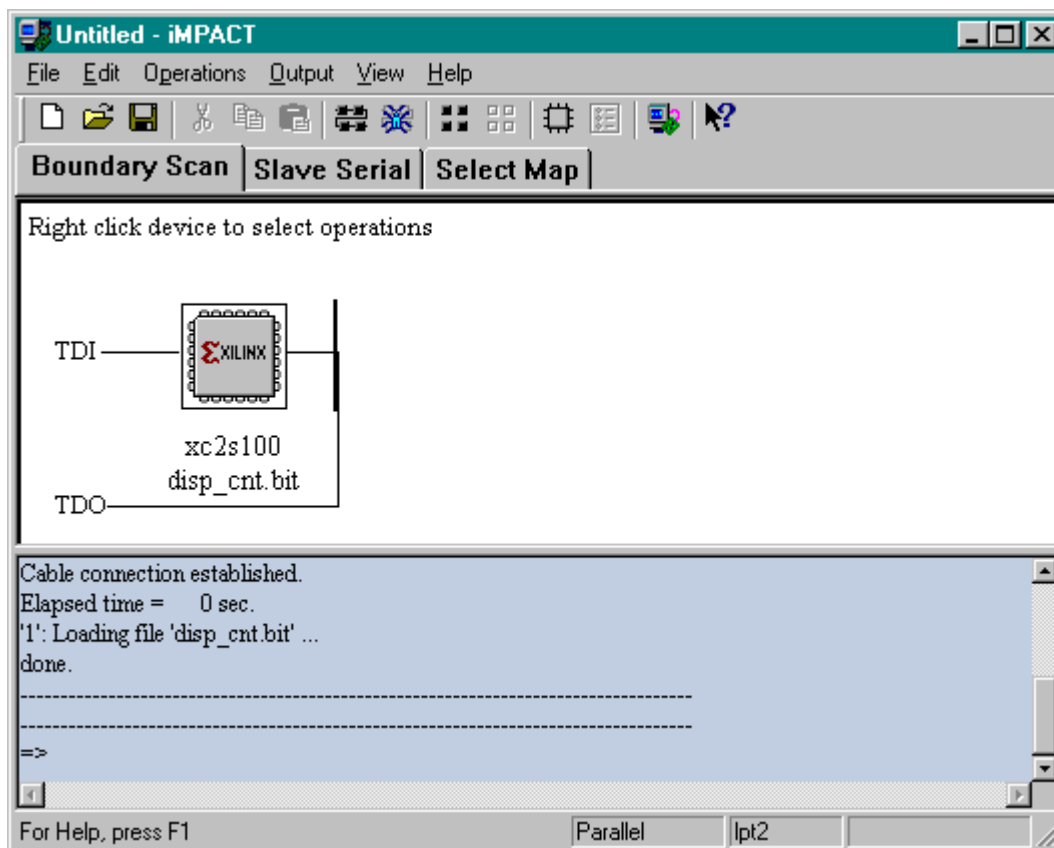 Untitled - iMPACT
File Edit Operations Output View Help
Boundary Scan Slave Serial Select Map
Right click device to select operations
TDI
ΣXILINX
xc2s100
disp_cnt.bit
TDO
Cable connection established.
Elapsed time =      0 sec.
'1': Loading file 'disp_cnt.bit' ...
done.
----------------------------------------------------------------------
----------------------------------------------------------------------
=>
For Help, press F1 Parallel lpt2